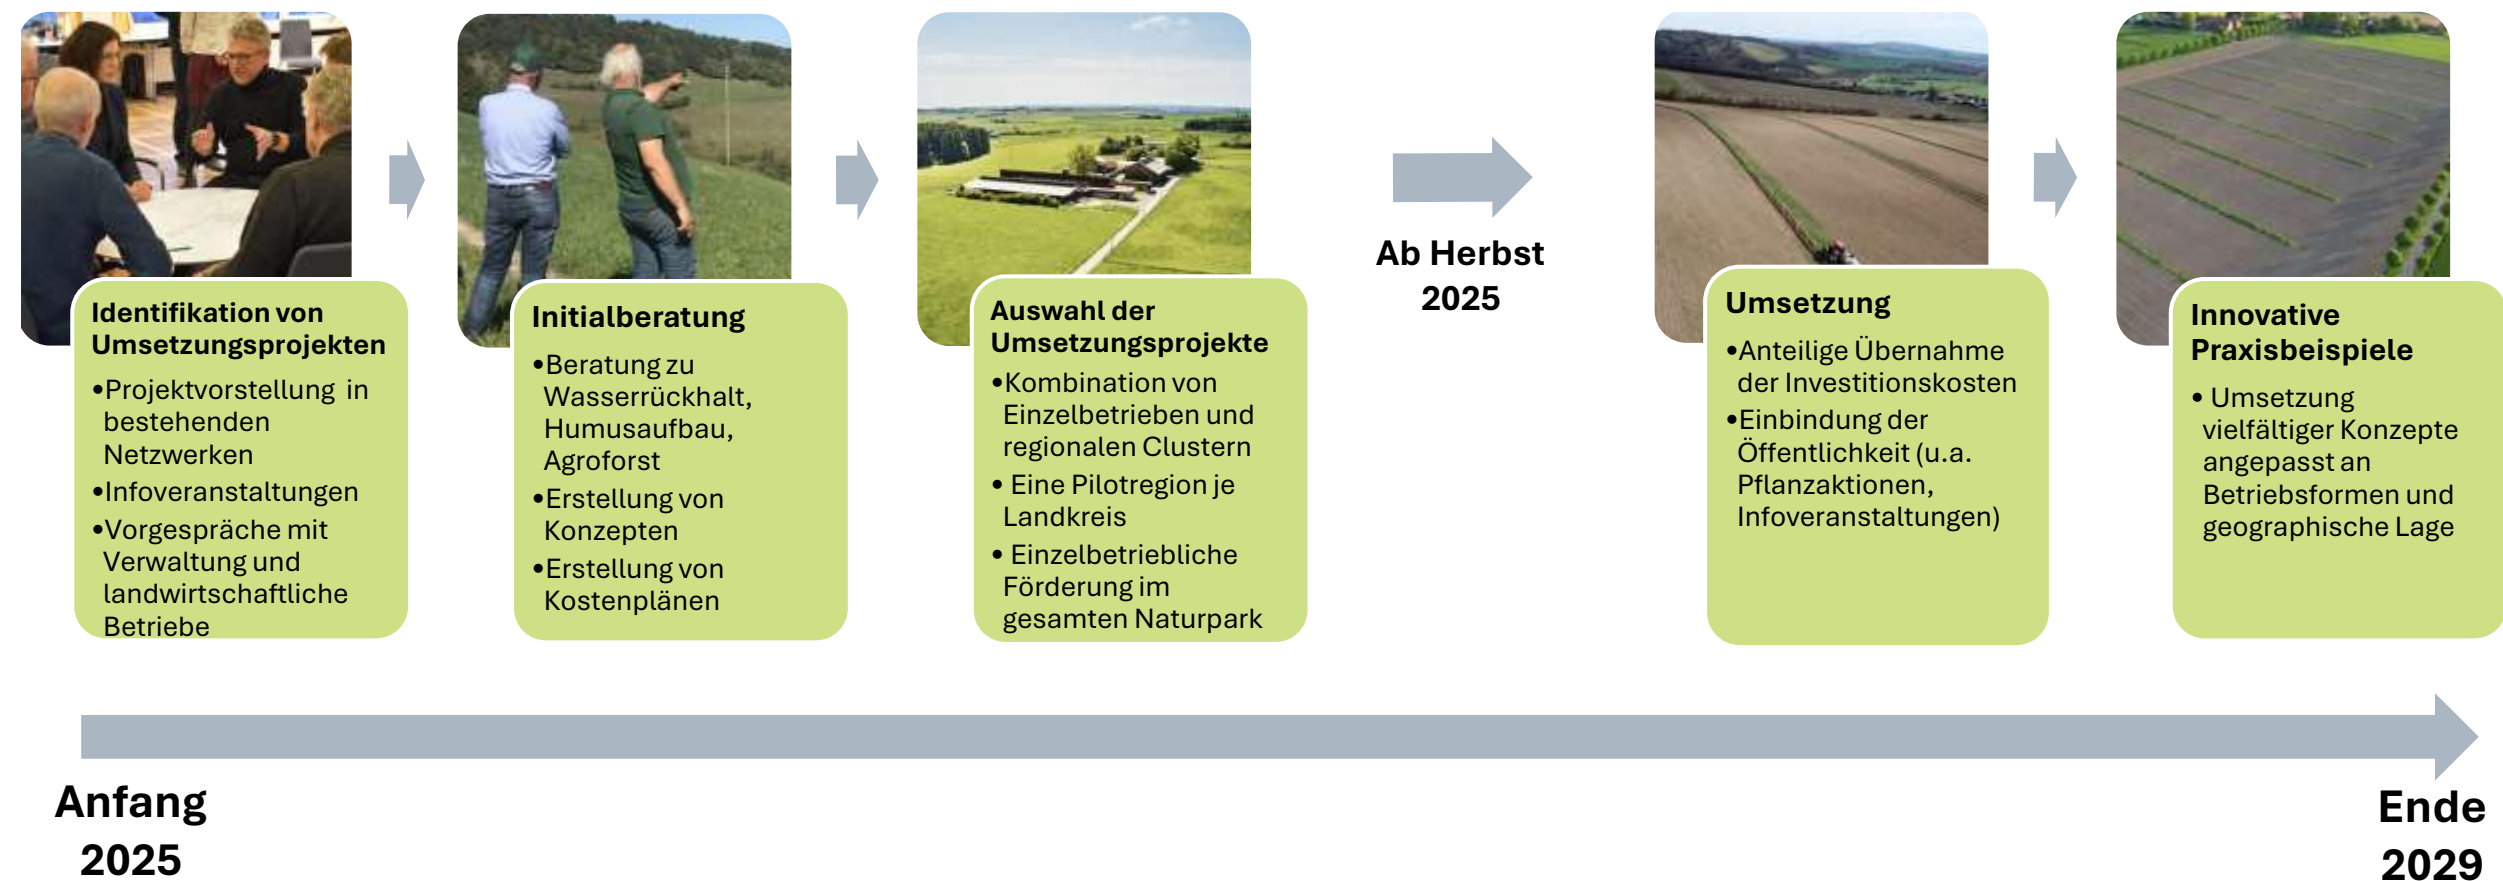 Identifikation von
Umsetzungsprojekten
•Projektvorstellung in
bestehenden
Netzwerken
•Infoveranstaltungen
•Vorgespräche mit
Verwaltung und
landwirtschaftliche
Betriebe
Initialberatung
•Beratung zu
Wasserrückhalt,
Humusaufbau,
Agroforst
•Erstellung von
Konzepten
•Erstellung von
Kostenplänen
Auswahl der
Umsetzungsprojekte
•Kombination von
Einzelbetrieben und
regionalen Clustern
• Eine Pilotregion je
Landkreis
• Einzelbetriebliche
Förderung im
gesamten Naturpark
Ab Herbst
2025
Umsetzung
•Anteilige Übernahme
der Investitionskosten
•Einbindung der
Öffentlichkeit (u.a.
Pflanzaktionen,
Infoveranstaltungen)
Innovative
Praxisbeispiele
• Umsetzung
vielfältiger Konzepte
angepasst an
Betriebsformen und
geographische Lage
Anfang
2025
Ende
2029